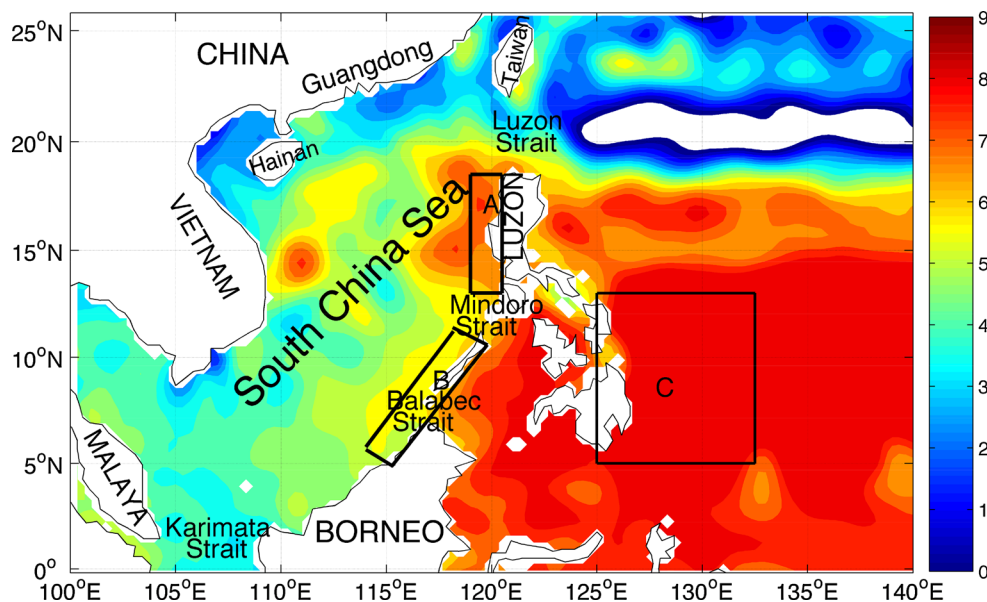 25°N
20°N
15°N
10°N
5°N
0°
100°E
105°E
110°E
115°E
120°E
125°E
130°E
135°E
140°E
CHINA
Guangdong
Taiwan
Luzon
Strait
Hainan
VIETNAM
South China Sea
A
LUZON
Mindoro
Strait
B
Balabec
Strait
C
MALAYA
Karimata
Strait
BORNEO
9
8
7
6
5
4
3
2
1
0